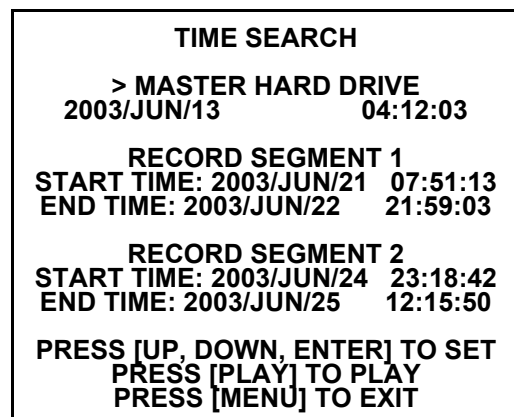 TIME SEARCH
> MASTER HARD DRIVE
2003/JUN/13 04:12:03
RECORD SEGMENT 1
START TIME: 2003/JUN/21 07:51:13
END TIME: 2003/JUN/22 21:59:03
RECORD SEGMENT 2
START TIME: 2003/JUN/24 23:18:42
END TIME: 2003/JUN/25 12:15:50
PRESS [UP, DOWN, ENTER] TO SET
PRESS [PLAY] TO PLAY
PRESS [MENU] TO EXIT